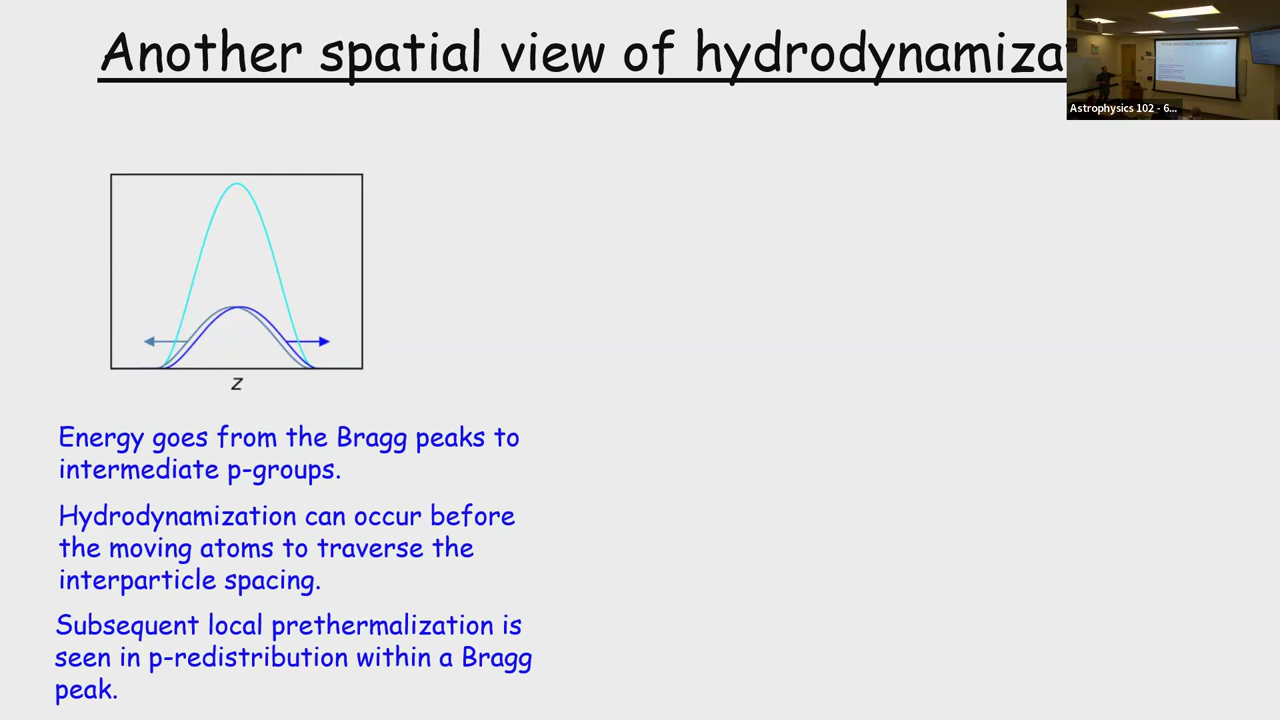 Another spatial view of hydrodynamiza
Astrophysics 102 - 6...
z
Energy goes from the Bragg peaks to
intermediate p-groups.
Hydrodynamization can occur before
the moving atoms to traverse the
interparticle spacing.
Subsequent local prethermalization is
seen in p-redistribution within a Bragg
peak.